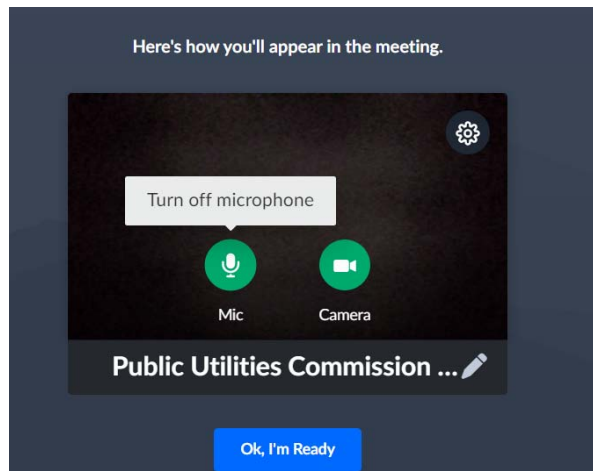 Here's how you'll appear in the meeting.
Turn off microphone
Mic Camera
Public Utilities Commission ...
Ok, I'm Ready